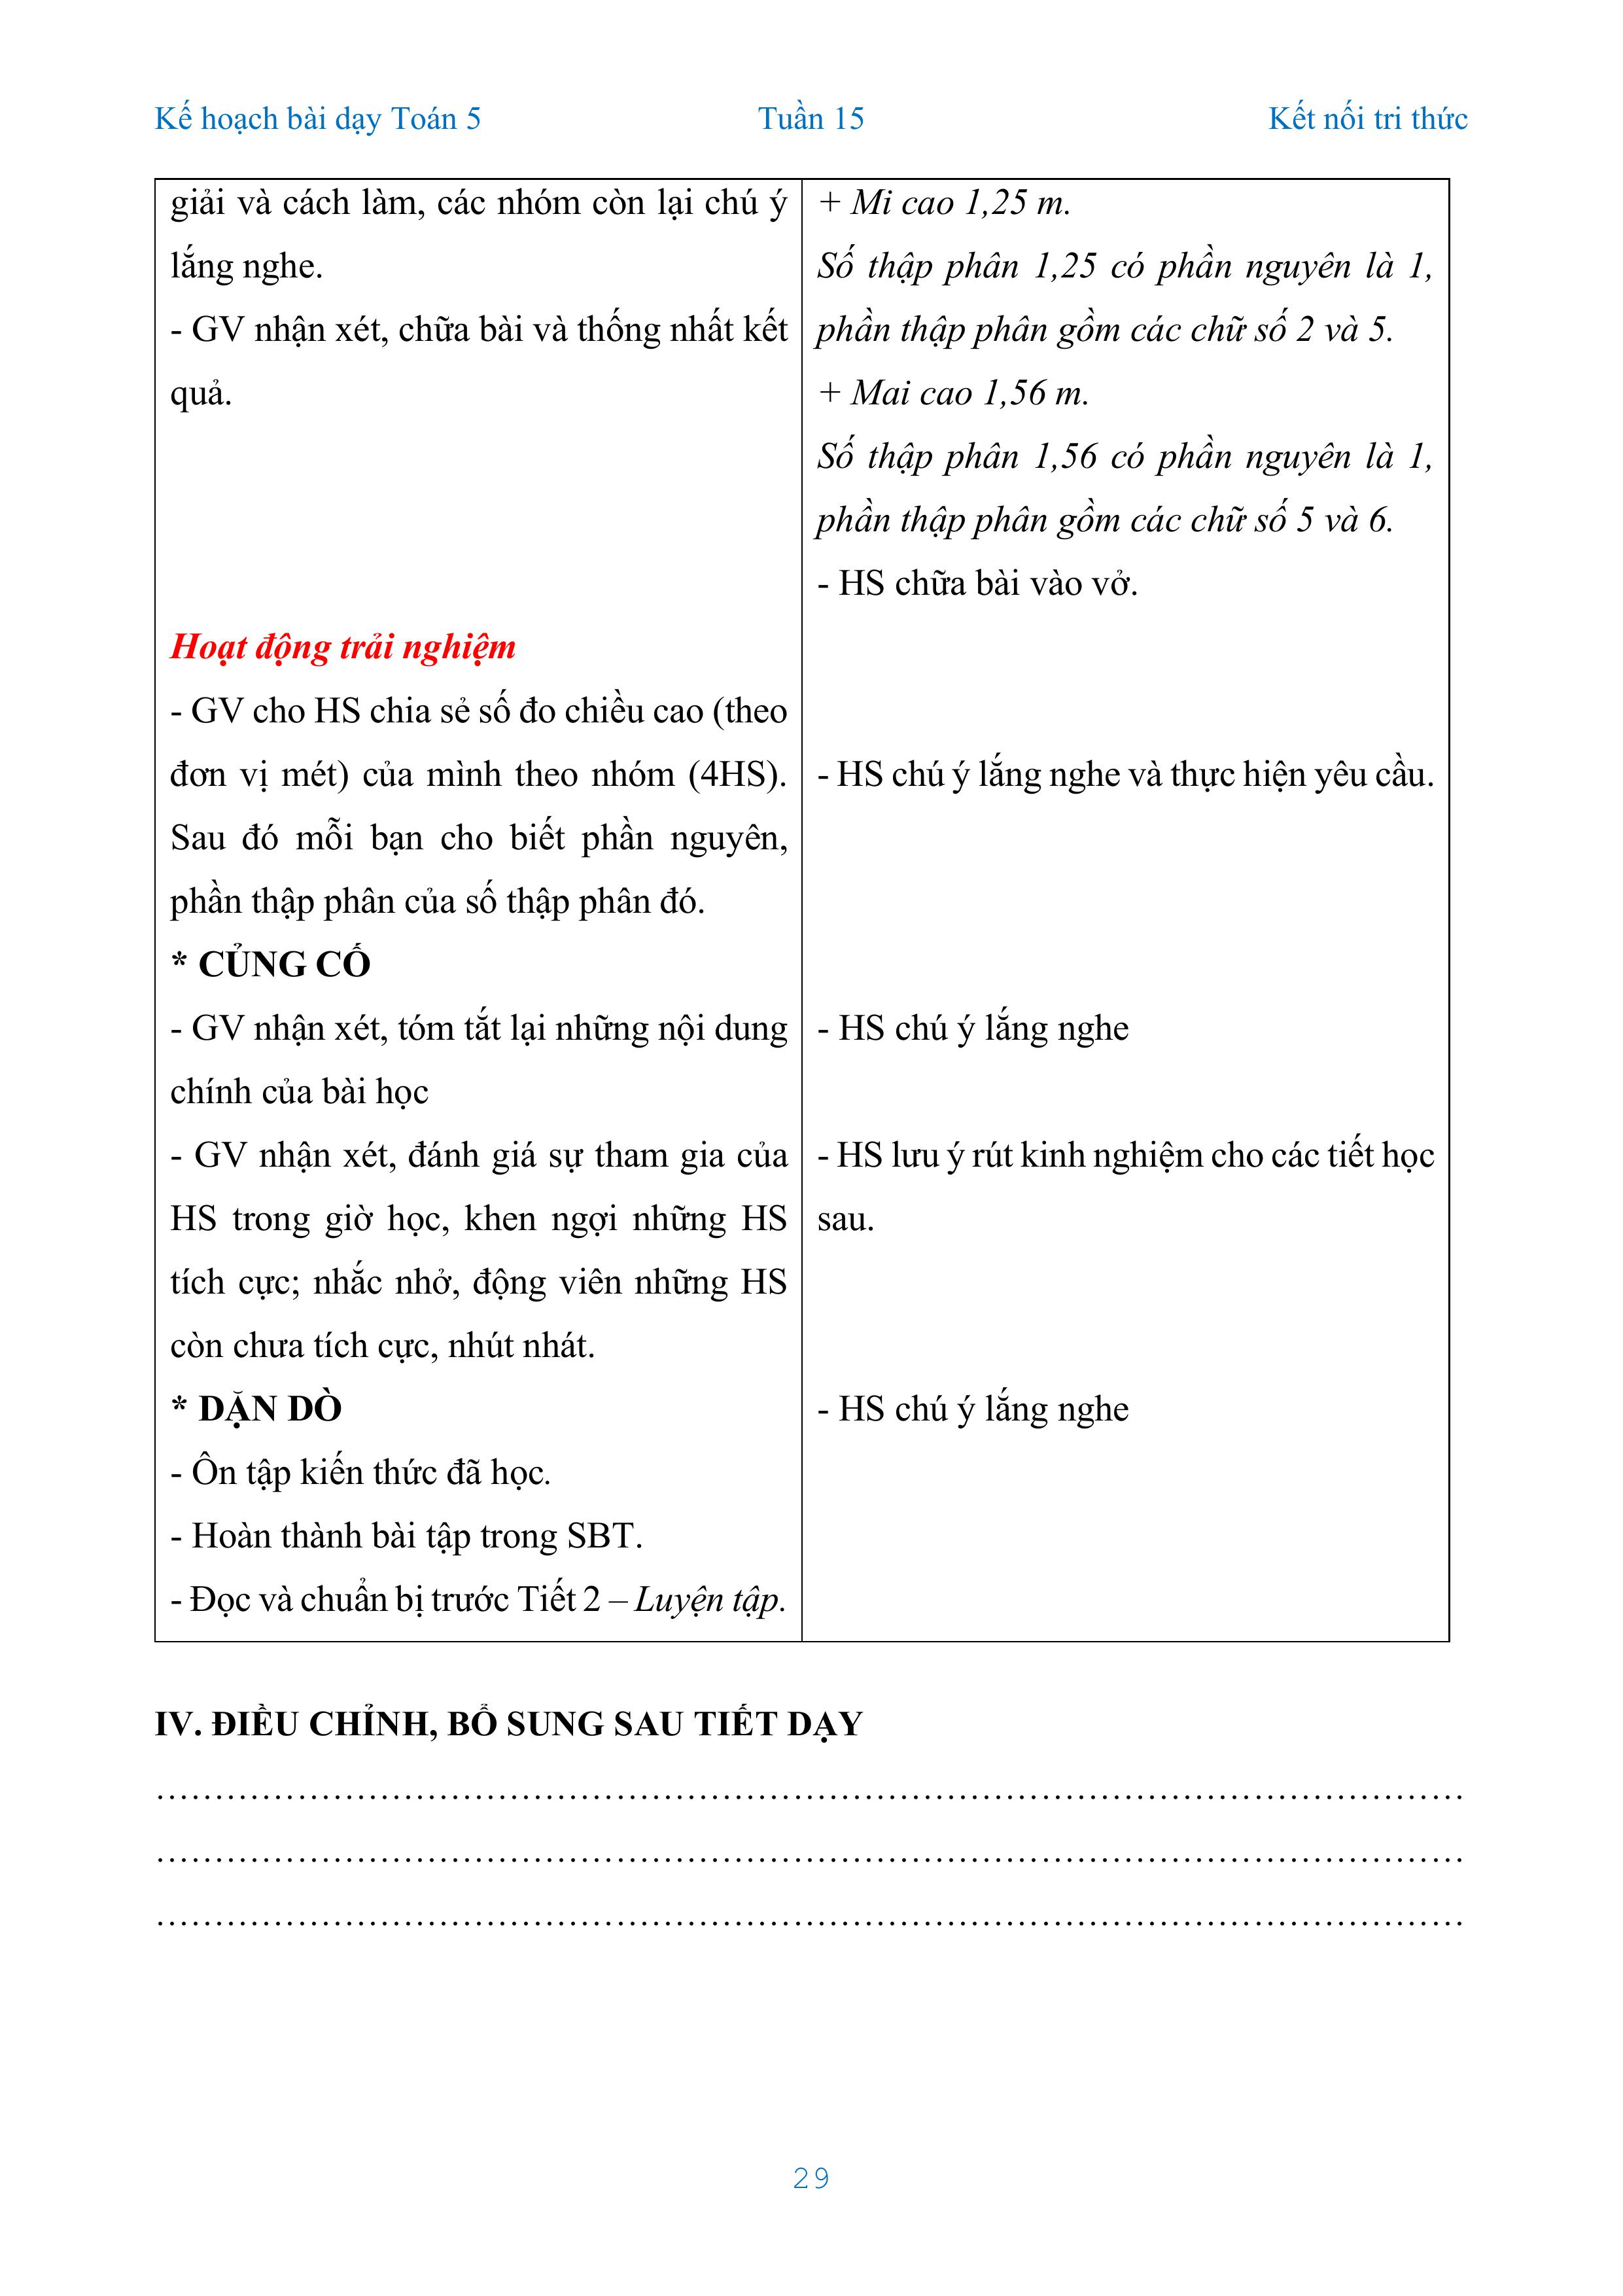 Kế hoạch bài dạy Toán 5 Tuần 15 Kết nối tri thức
giải và cách làm, các nhóm còn lại chú ý
lắng nghe.
- GV nhận xét, chữa bài và thống nhất kết
quả.
Hoạt động trải nghiệm
- GV cho HS chia sẻ số đo chiều cao (theo
đơn vị mét) của mình theo nhóm (4HS).
Sau đó mỗi bạn cho biết phần nguyên,
phần thập phân của số thập phân đó.
* CỦNG CỐ
- GV nhận xét, tóm tắt lại những nội dung
chính của bài học
- GV nhận xét, đánh giá sự tham gia của
HS trong giờ học, khen ngợi những HS
tích cực; nhắc nhở, động viên những HS
còn chưa tích cực, nhút nhát.
* DẶN DÒ
- Ôn tập kiến thức đã học.
- Hoàn thành bài tập trong SBT.
- Đọc và chuẩn bị trước Tiết 2 – Luyện tập.
+ Mi cao 1,25 m.
Số thập phân 1,25 có phần nguyên là 1,
phần thập phân gồm các chữ số 2 và 5.
+ Mai cao 1,56 m.
Số thập phân 1,56 có phần nguyên là 1,
phần thập phân gồm các chữ số 5 và 6.
- HS chữa bài vào vở.
- HS chú ý lắng nghe và thực hiện yêu cầu.
- HS chú ý lắng nghe
- HS lưu ý rút kinh nghiệm cho các tiết học
sau.
- HS chú ý lắng nghe
IV. ĐIỀU CHỈNH, BỔ SUNG SAU TIẾT DẠY
………………………………………………………………………………………………
………………………………………………………………………………………………
………………………………………………………………………………………………
29